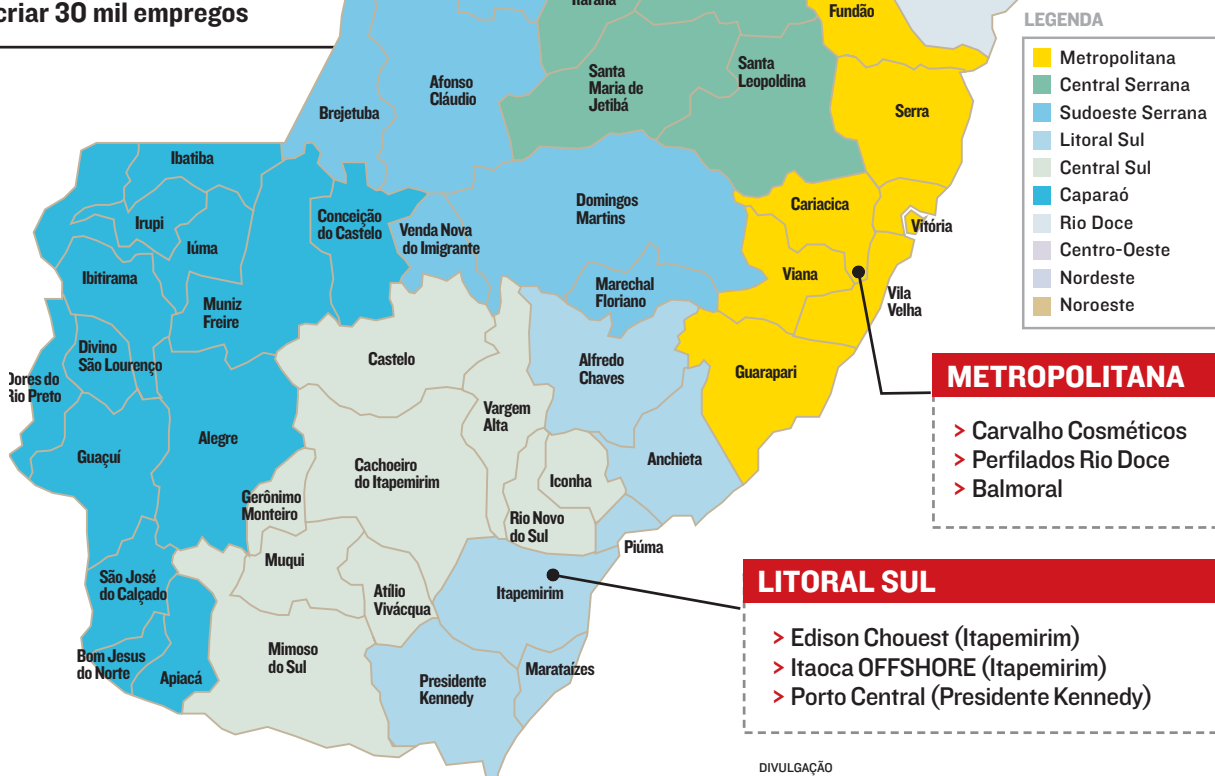 criar 30 mil empregos
Fundão
LEGENDA
Metropolitana
Central Serrana
Sudoeste Serrana
Litoral Sul
Central Sul
Caparaó
Rio Doce
Centro-Oeste
Nordeste
Noroeste
Afonso
Cláudio
Brejetuba
Santa
Maria de
Jetibá
Santa
Leopoldina
Serra
Ibatiba
Irupi
Iúma
Conceição
do Castelo
Venda Nova
do Imigrante
Domingos
Martins
Cariacica
Vitória
Ibitirama
Muniz
Freire
Marechal
Floriano
Viana
Vila
Velha
Divino
São Lourenço
Dores do
Rio Preto
Castelo
Alfredo
Chaves
Guarapari
METROPOLITANA
> Carvalho Cosméticos
> Perfilados Rio Doce
> Balmoral
Vargem
Alta
Alegre
Guaçuí
Cachoeiro
do Itapemirim
Anchieta
Iconha
Gerônimo
Monteiro
Rio Novo
do Sul
Piúma
Muqui
São José
do Calçado
Atílio
Vivácqua
Itapemirim
LITORAL SUL
> Edison Chouest (Itapemirim)
> Itaoca OFFSHORE (Itapemirim)
> Porto Central (Presidente Kennedy)
Bom Jesus
do Norte
Apiacá
Mimoso
do Sul
Presidente
Kennedy
Marataízes
DIVULGAÇÃO